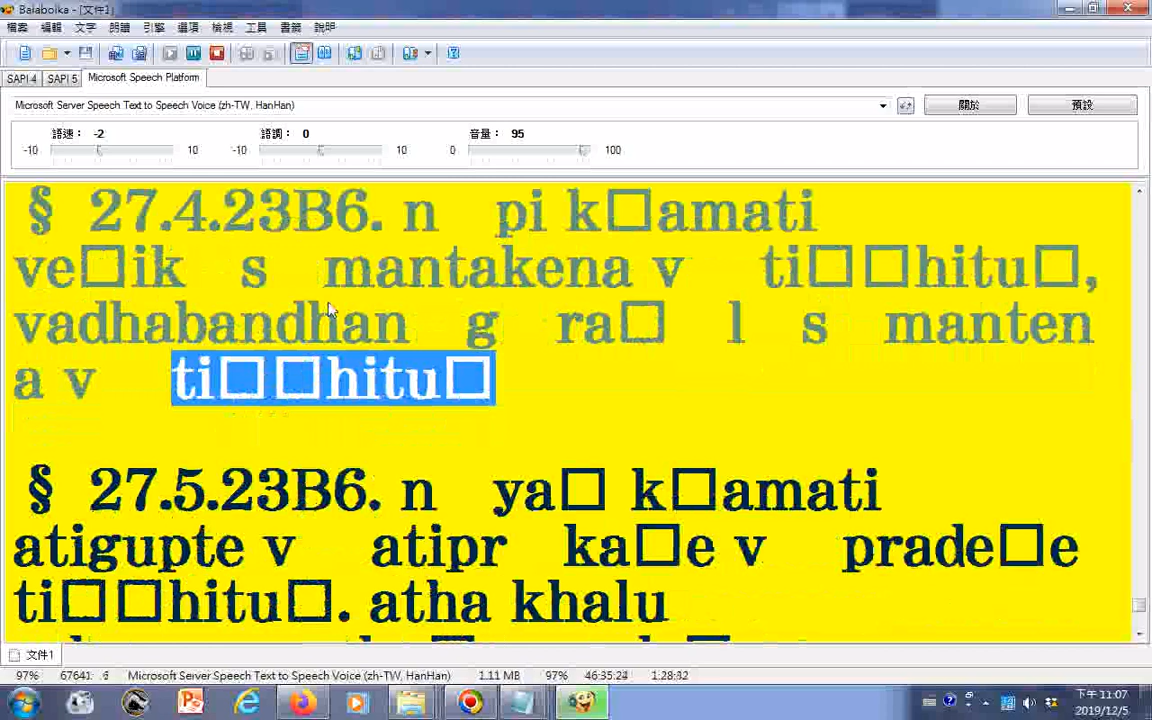 Balabolka - [文件1]
檔案 編輯 文字 朗讀 引擎 選項 檢視 工具 書籤 說明
SAPI 4 SAPI 5 Microsoft Speech Platform
Microsoft Server Speech Text to Speech Voice (zh-TW, HanHan) 關於 預設
語速： -2 語調： 0 音量： 95
-10 10 -10 10 0 100
§ 27.4.23B6. n pi k□amati
ve□ik s mantakena v ti□□hitu□,
vadhabandhan g ra□ l s manten
a v ti□□hitu□
§ 27.5.23B6. n ya□ k□amati
atigupte v atipr ka□e v prade□e
ti□□hitu□. atha khalu
文件1
97% 67641. .6 Microsoft Server Speech Text to Speech Voice (zh-TW, HanHan) 1.11 MB 97% 46:35:24 1:28:32
下午 11:07
2019/12/5